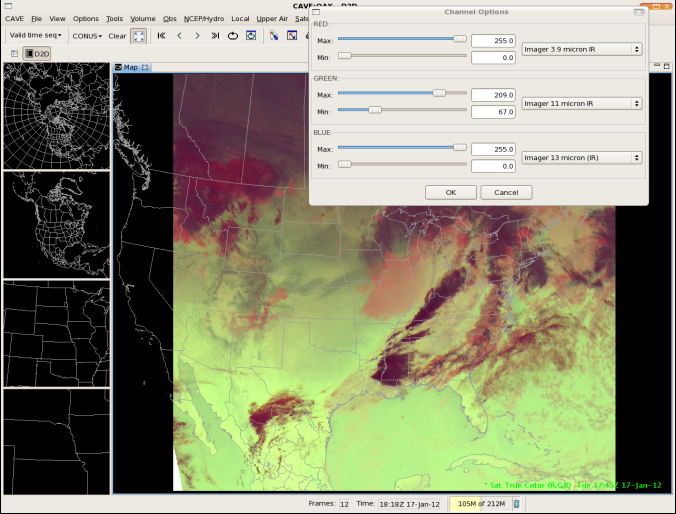 CAVE:OAX - D2D
CAVE File View Options Tools Volume Obs NCEP/Hydro Local Upper Air
Valid time seq CONUS Clear
D2D
Map
Channel Options
RED:
Max: 255.0 Imager 3.9 micron IR
Min: 0.0
GREEN:
Max: 209.0 Imager 11 micron IR
Min: 67.0
BLUE:
Max: 255.0 Imager 13 micron (IR)
Min: 0.0
OK Cancel
* Sat True Color (R,G,B) Tue 17:45Z 17-Jan-12
Frames: 12 Time: 18:18Z 17-Jan-12 105M of 212M